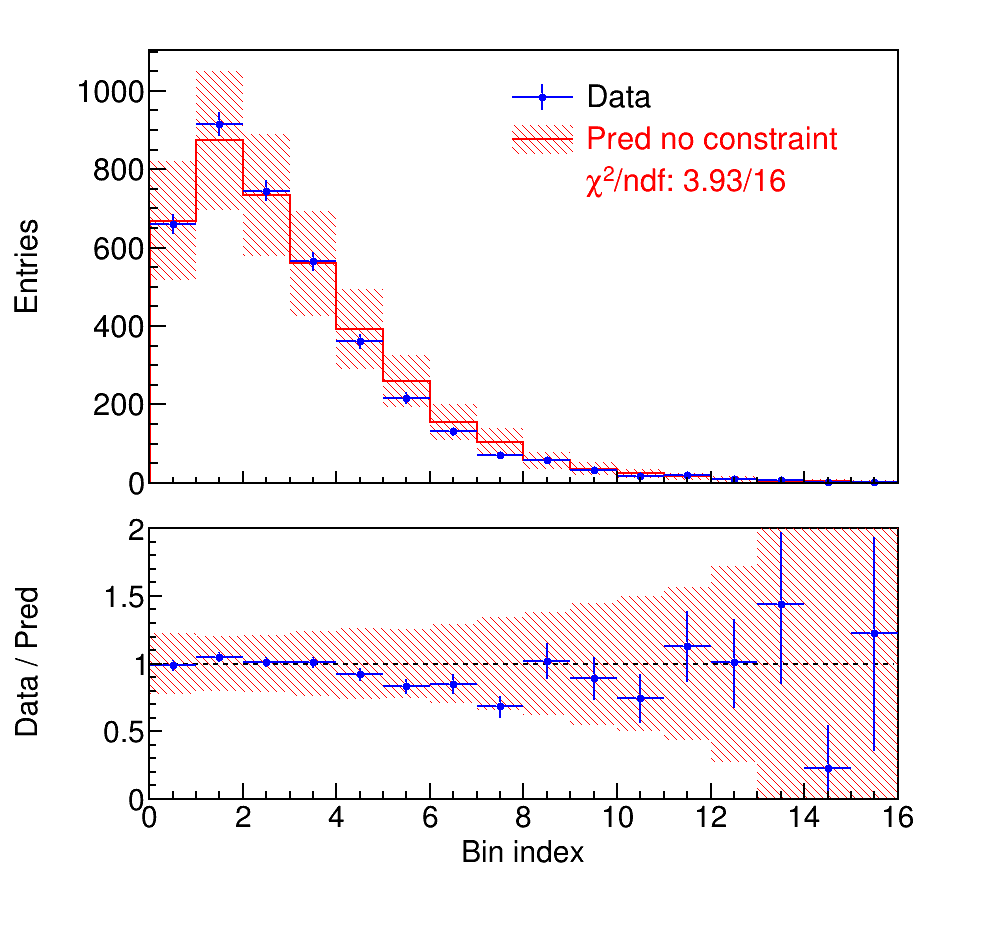 1000
800
600
400
200
0
Entries
Data
Pred no constraint
χ²/ndf: 3.93/16
2
1.5
1
0.5
0
Data / Pred
0 2 4 6 8 10 12 14 16
Bin index